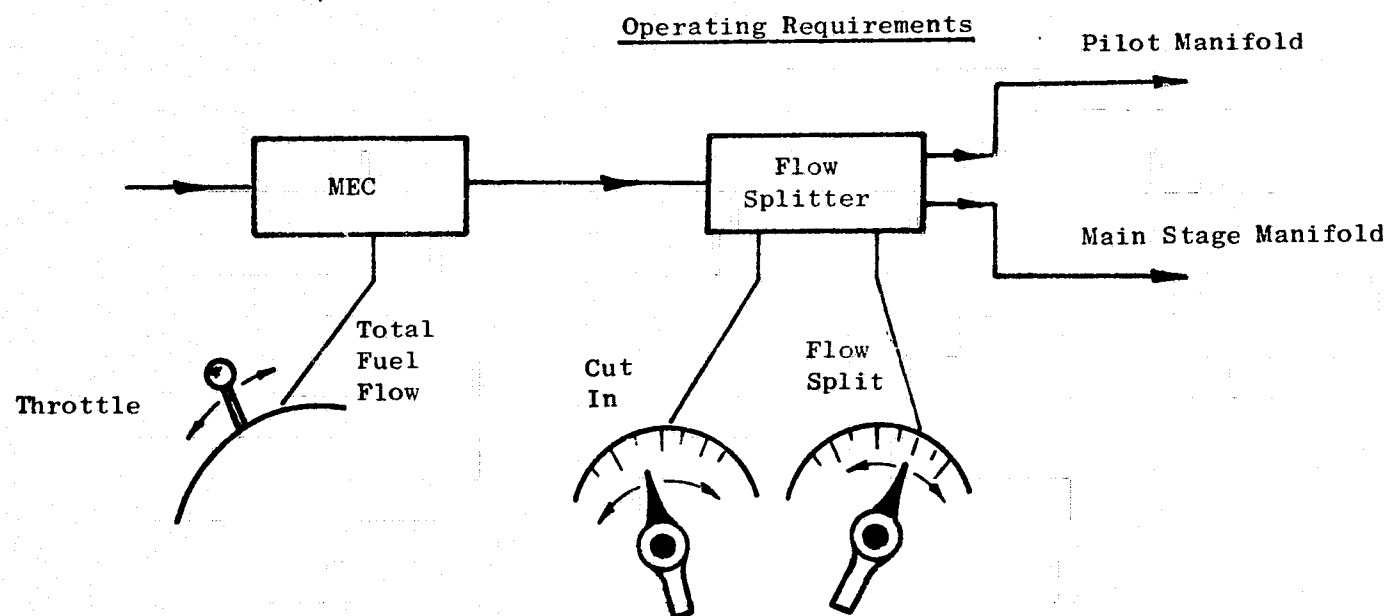 Operating Requirements
Pilot Manifold
MEC
Flow
Splitter
Main Stage Manifold
Total
Fuel
Flow
Throttle
Cut
In
Flow
Split